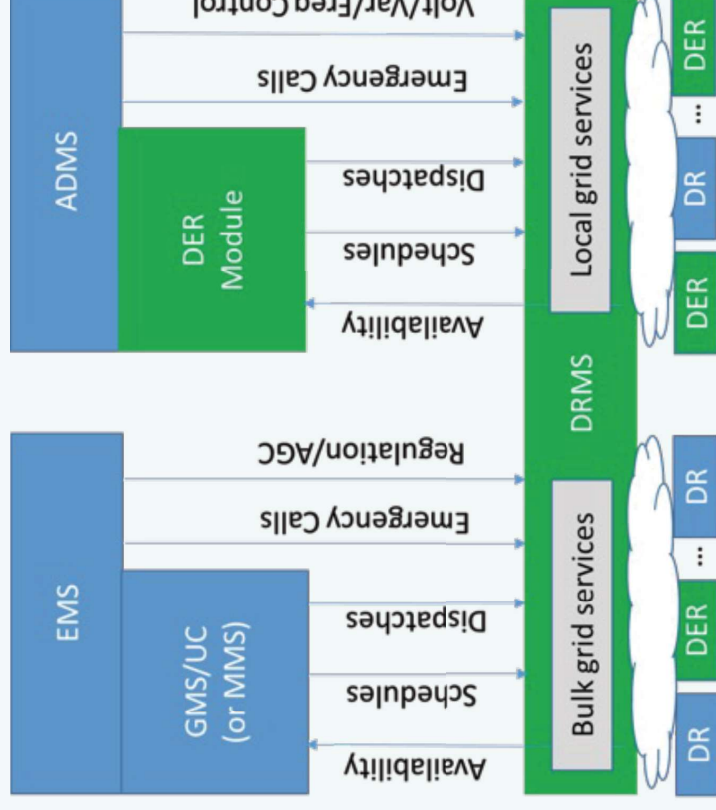 EMS
GMS/UC
(or MMS)
Availability
Schedules
Dispatches
Emergency Calls
Regulation/AGC
DRMS
Bulk grid services
DR
DER
...
DR
ADMS
DER
Module
Availability
Schedules
Dispatches
Emergency Calls
Volt/Var/Freq Control
Local grid services
DER
DR
...
DER